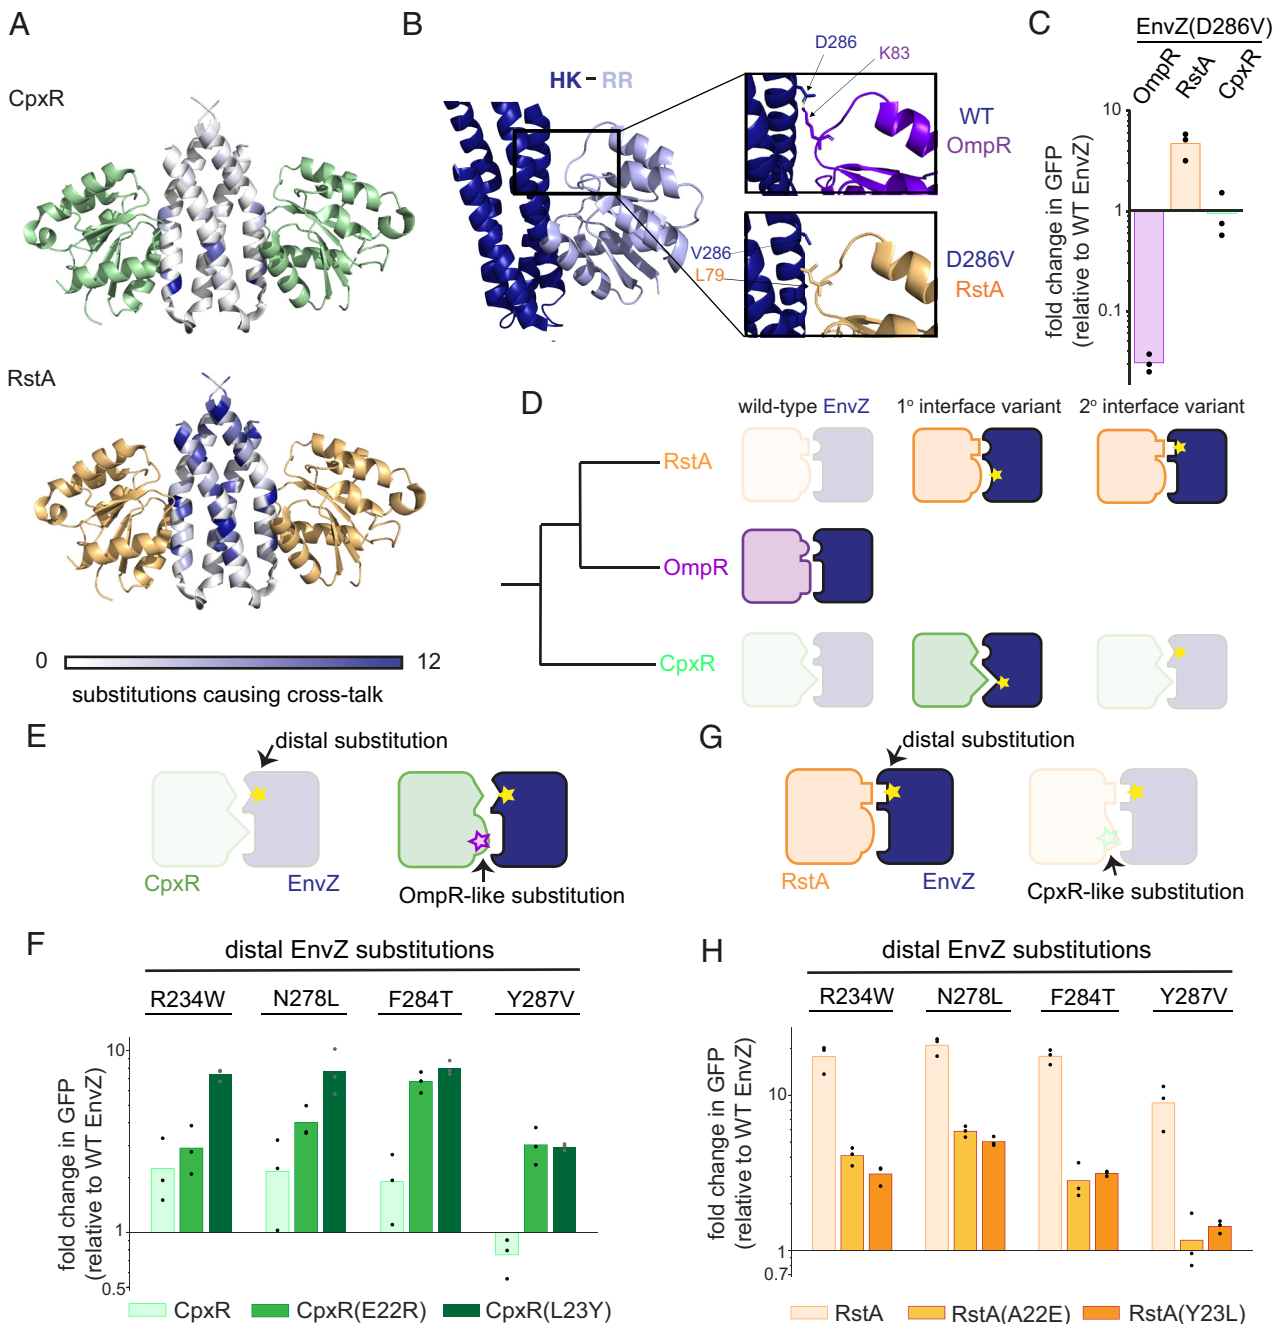 A
CpxR
RstA
0
12
substitutions causing cross-talk
B
HK – RR
D286
K83
WT
OmpR
V286
L79
D286V
RstA
C
EnvZ(D286V)
OmpR
RstA
CpxR
10
1
0.1
fold change in GFP
(relative to WT EnvZ)
D
wild-type EnvZ
1º interface variant
2º interface variant
RstA
OmpR
CpxR
E
distal substitution
CpxR
EnvZ
OmpR-like substitution
G
distal substitution
RstA
EnvZ
CpxR-like substitution
F
distal EnvZ substitutions
R234W
N278L
F284T
Y287V
10
1
0.5
fold change in GFP
(relative to WT EnvZ)
CpxR
CpxR(E22R)
CpxR(L23Y)
H
distal EnvZ substitutions
R234W
N278L
F284T
Y287V
10
1
0.7
fold change in GFP
(relative to WT EnvZ)
RstA
RstA(A22E)
RstA(Y23L)